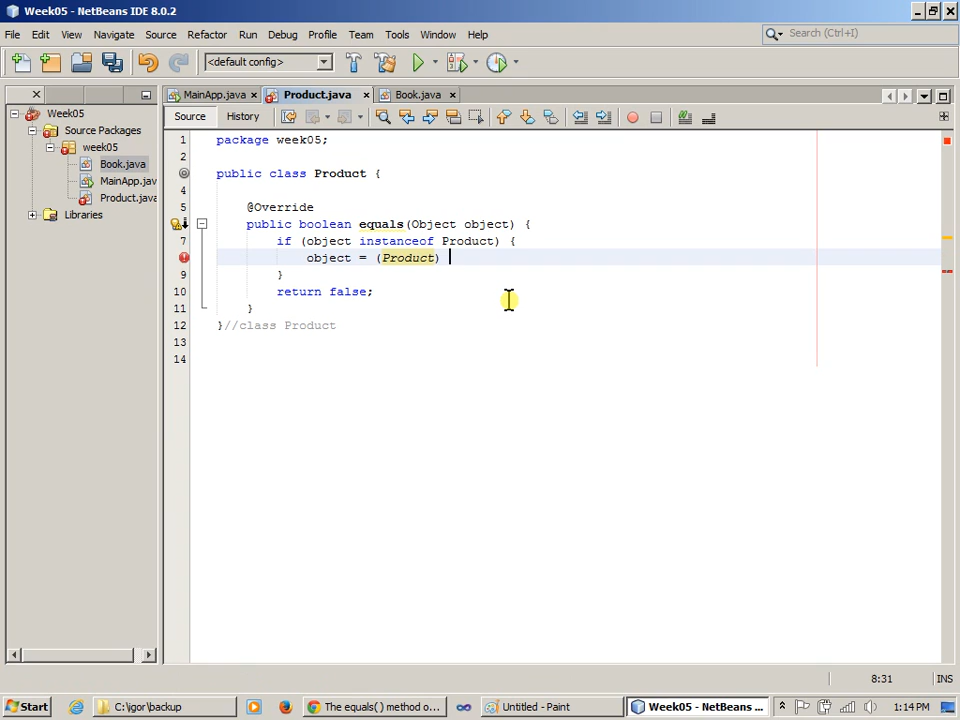 Week05 - NetBeans IDE 8.0.2
File Edit View Navigate Source Refactor Run Debug Profile Team Tools Window Help
Search (Ctrl+I)
<default config>
MainApp.java Product.java Book.java
Week05
Source Packages
week05
Book.java
MainApp.jav
Product.java
Libraries
Source History
1 package week05;
2
3 public class Product {
4
5 @Override
public boolean equals(Object object) {
7 if (object instanceof Product) {
object = (Product)
9 }
10 return false;
11 }
12 }//class Product
13
14
8:31 INS
Start C:\igor\backup The equals( ) method o... Untitled - Paint Week05 - NetBeans ... 1:14 PM